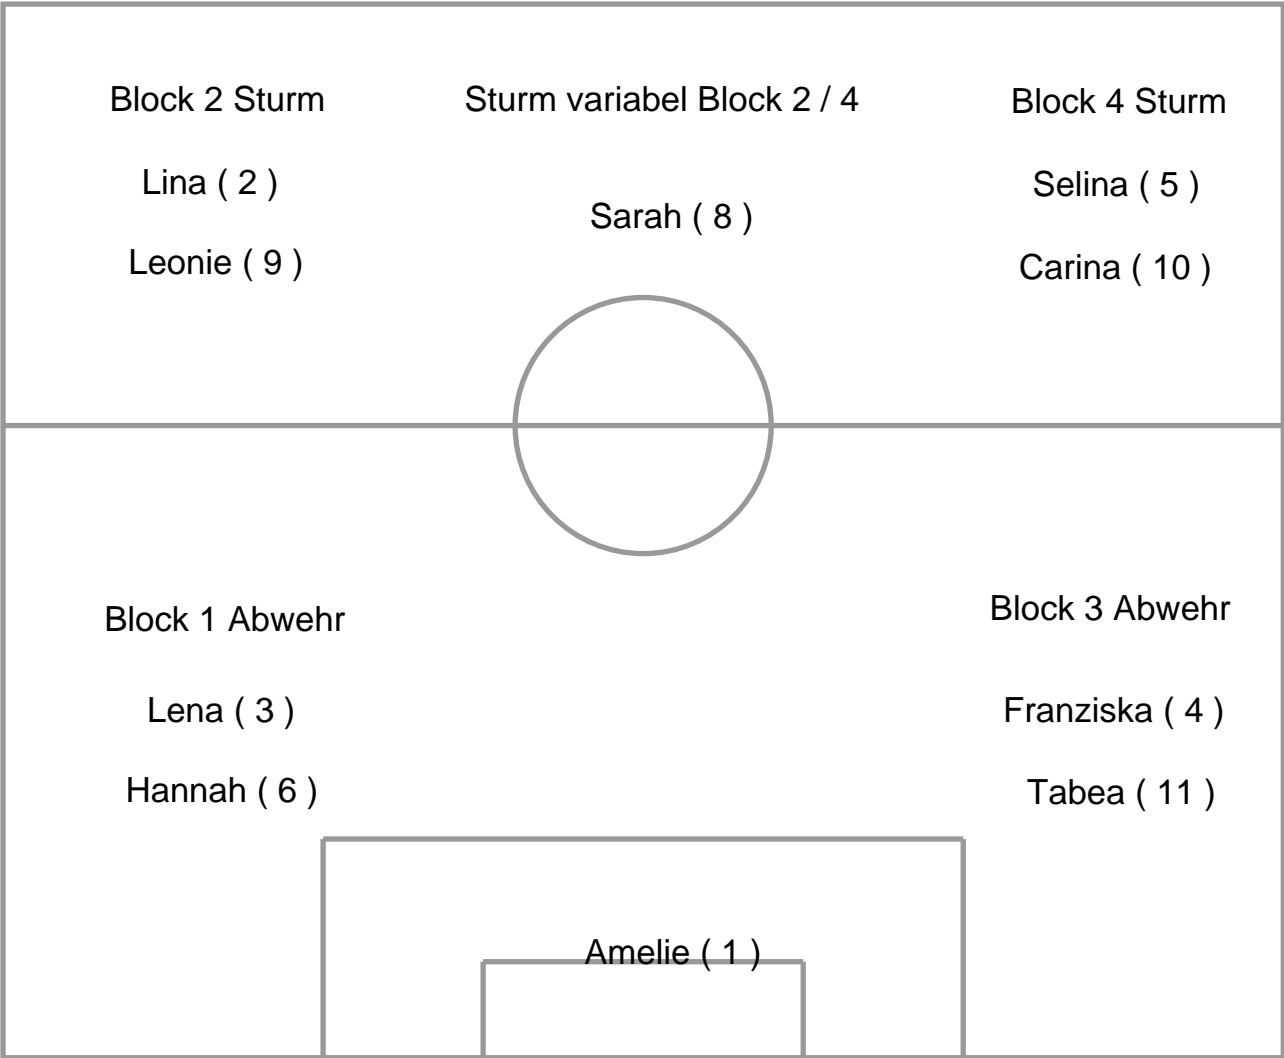 Block 2 Sturm
Sturm variabel Block 2 / 4
Block 4 Sturm
Lina ( 2 )
Selina ( 5 )
Sarah ( 8 )
Leonie ( 9 )
Carina ( 10 )
Block 1 Abwehr
Block 3 Abwehr
Lena ( 3 )
Franziska ( 4 )
Hannah ( 6 )
Tabea ( 11 )
Amelie ( 1 )